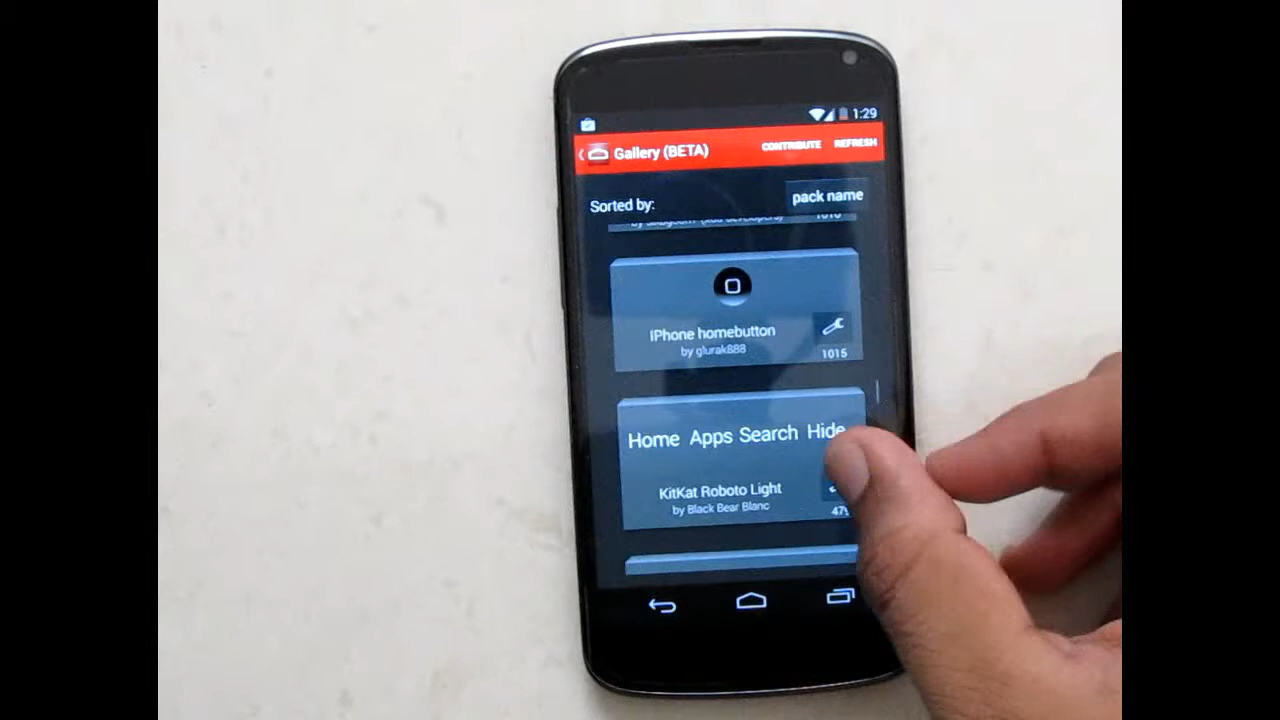 1:29
Gallery (BETA)
CONTRIBUTE
REFRESH
Sorted by:
pack name
1016
IPhone homebutton
by glurak888
1015
Home Apps Search Hide
KitKat Roboto Light
by Black Bear Blanc